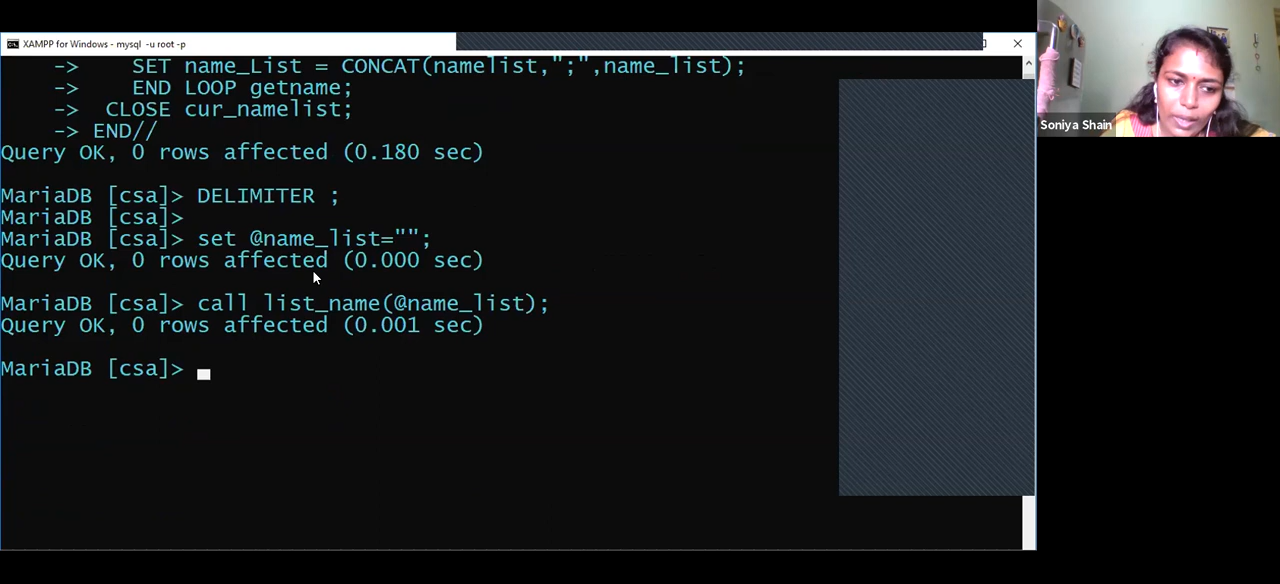 XAMPP for Windows - mysql -u root -p
-> SET name_List = CONCAT(namelist,";",name_list);
-> END LOOP getname;
-> CLOSE cur_namelist;
-> END//
Query OK, 0 rows affected (0.180 sec)
MariaDB [csa]> DELIMITER ;
MariaDB [csa]>
MariaDB [csa]> set @name_list="";
Query OK, 0 rows affected (0.000 sec)
MariaDB [csa]> call list_name(@name_list);
Query OK, 0 rows affected (0.001 sec)
MariaDB [csa]>
Soniya Shain